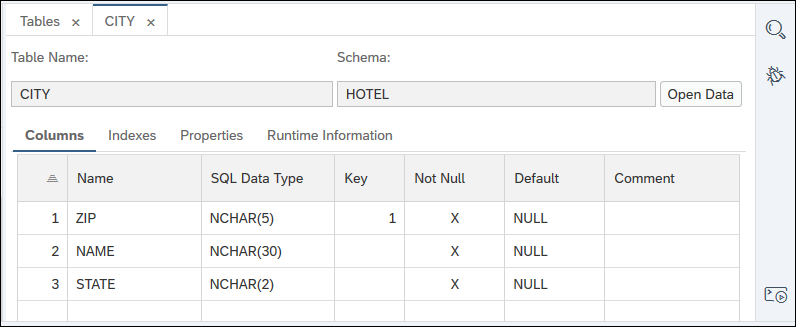 Tables × CITY ×
Table Name: Schema:
CITY HOTEL Open Data
Columns Indexes Properties Runtime Information
Name SQL Data Type Key Not Null Default Comment
1 ZIP NCHAR(5) 1 X NULL
2 NAME NCHAR(30) X NULL
3 STATE NCHAR(2) X NULL